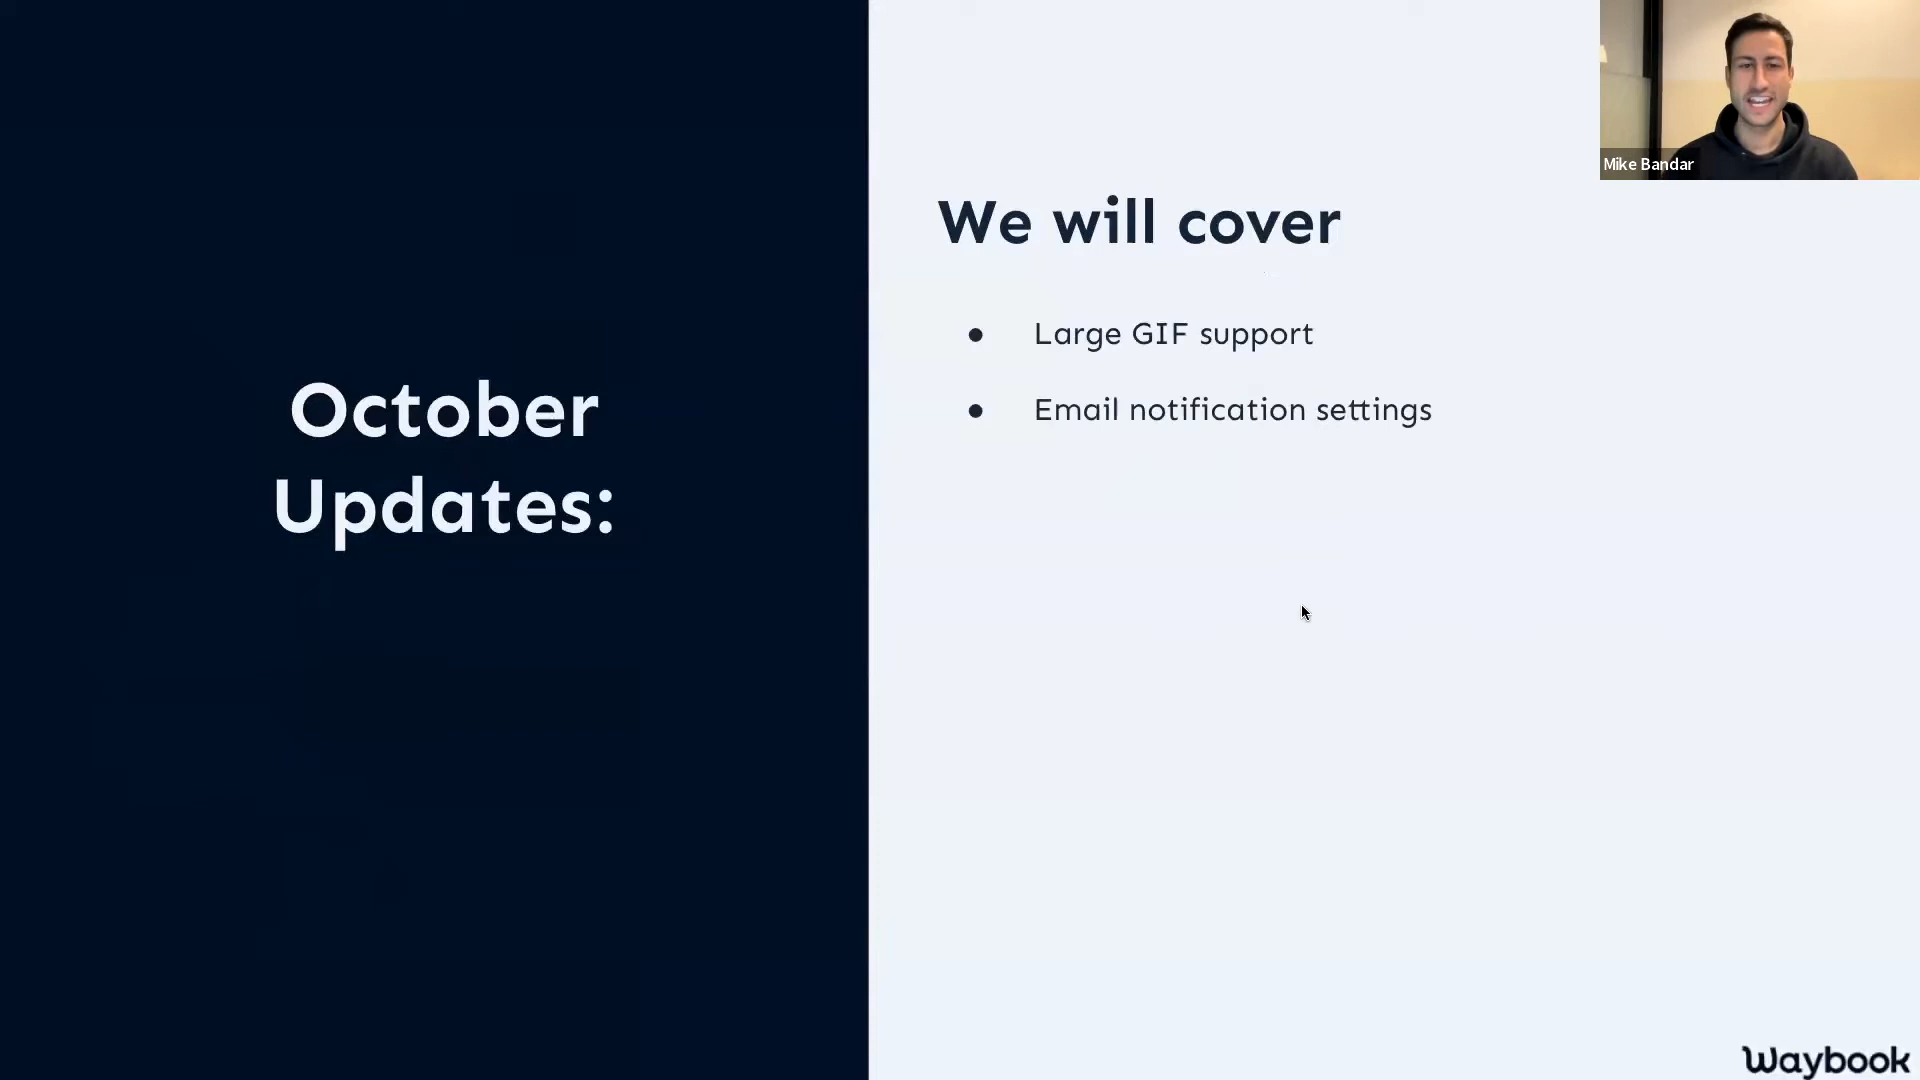 October
Updates:
We will cover
● Large GIF support
● Email notification settings
Mike Bandar
Waybook